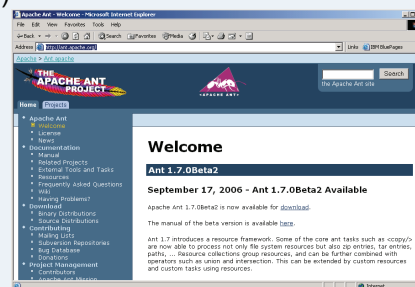 )
Apache Ant - Welcome - Microsoft Internet Explorer
File Edit View Favorites Tools Help
Back Search Favorites Media
Address http://ant.apache.org/ Links IBM BluePages
Apache > Ant.apache
THE APACHE ANT PROJECT
<APACHE ANT>
Search
the Apache Ant site
Home Projects
Apache Ant
Welcome
License
News
Documentation
Manual
Related Projects
External Tools and Tasks
Resources
Frequently Asked Questions
Wiki
Having Problems?
Download
Binary Distributions
Source Distributions
Contributing
Mailing Lists
Subversion Repositories
Bug Database
Donations
Project Management
Contributors
Apache Ant Mission
Welcome
Ant 1.7.0Beta2
September 17, 2006 - Ant 1.7.0Beta2 Available
Apache Ant 1.7.0Beta2 is now available for download.
The manual of the beta version is available here.
Ant 1.7 introduces a resource framework. Some of the core ant tasks such as <copy/>
are now able to process not only file system resources but also zip entries, tar entries,
paths, ... Resource collections group resources, and can be further combined with
operators such as union and intersection. This can be extended by custom resources
and custom tasks using resources.
Internet